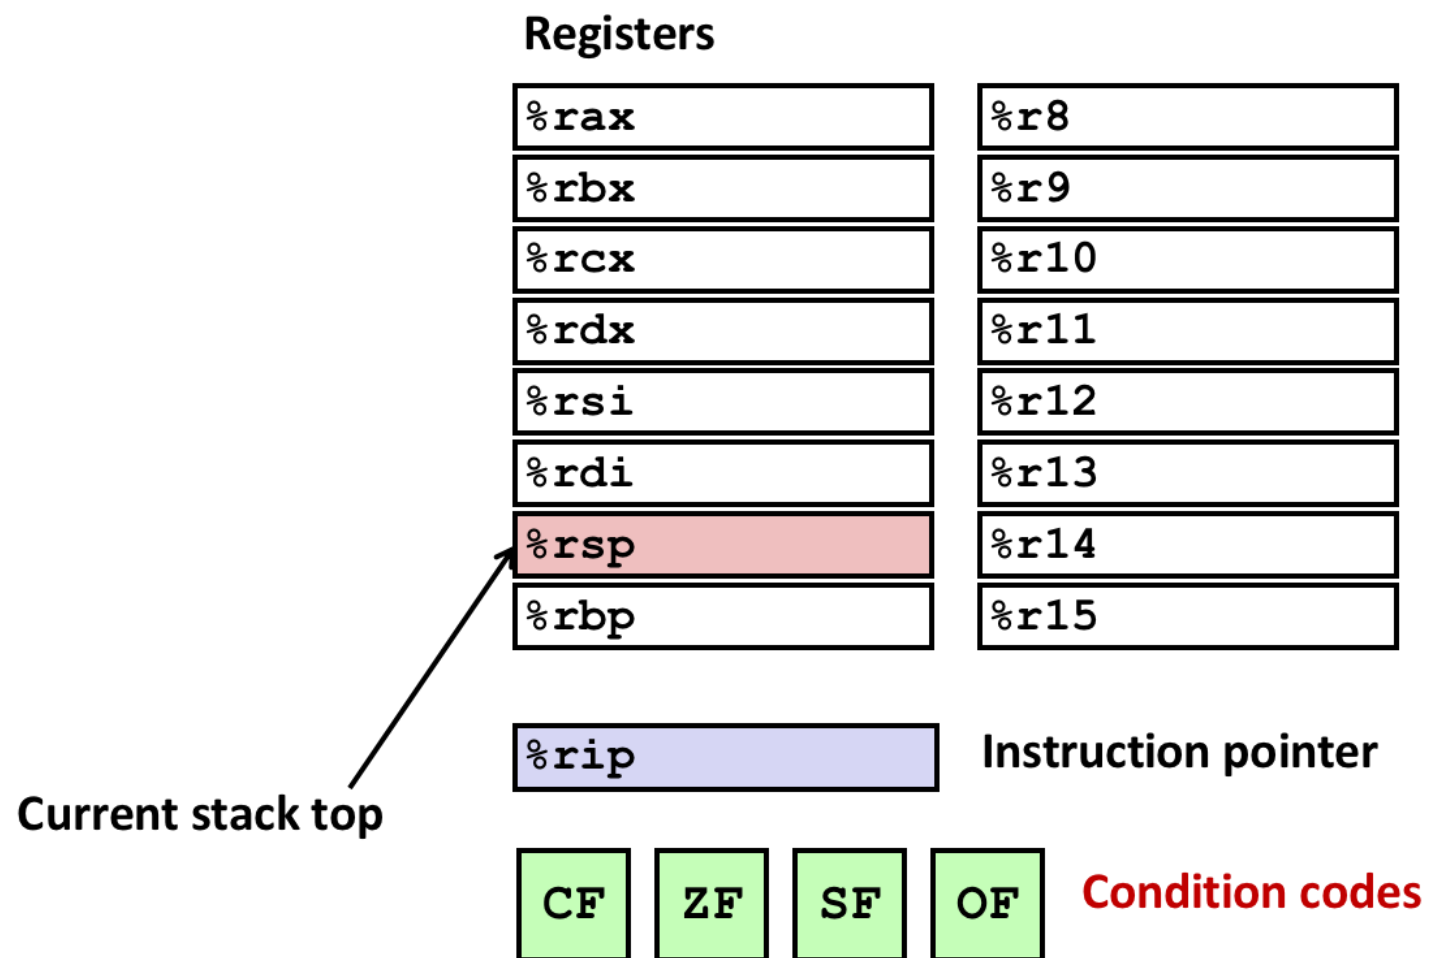 Registers
%rax
%r8
%rbx
%r9
%rcx
%r10
%rdx
%r11
%rsi
%r12
%rdi
%r13
%rsp
%r14
%rbp
%r15
%rip
Instruction pointer
Current stack top
CF
ZF
SF
OF
Condition codes